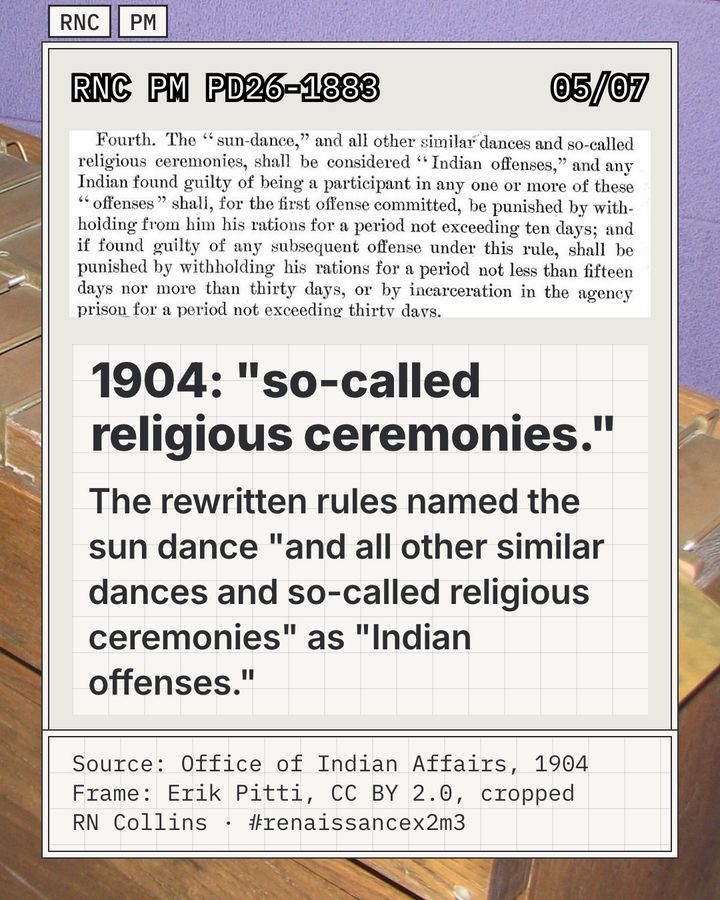 RNC PM
RNC PM PD26-1883 05/07
Fourth. The “sun-dance,” and all other similar dances and so-called
religious ceremonies, shall be considered “Indian offenses,” and any
Indian found guilty of being a participant in any one or more of these
“offenses” shall, for the first offense committed, be punished by with-
holding from him his rations for a period not exceeding ten days; and
if found guilty of any subsequent offense under this rule, shall be
punished by withholding his rations for a period not less than fifteen
days nor more than thirty days, or by incarceration in the agency
prison for a period not exceeding thirty days.
1904: "so-called
religious ceremonies."
The rewritten rules named the
sun dance "and all other similar
dances and so-called religious
ceremonies" as "Indian
offenses."
Source: Office of Indian Affairs, 1904
Frame: Erik Pitti, CC BY 2.0, cropped
RN Collins · #renaissancex2m3